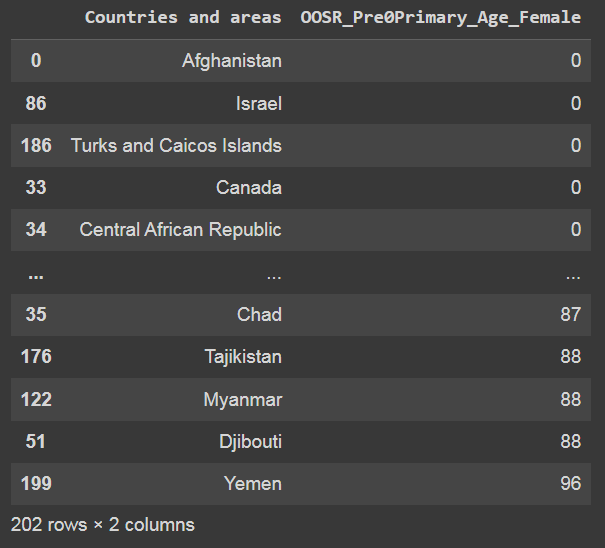 Countries and areas OOSR_Pre0Primary_Age_Female
0 Afghanistan 0
86 Israel 0
186 Turks and Caicos Islands 0
33 Canada 0
34 Central African Republic 0
... ... ...
35 Chad 87
176 Tajikistan 88
122 Myanmar 88
51 Djibouti 88
199 Yemen 96
202 rows × 2 columns